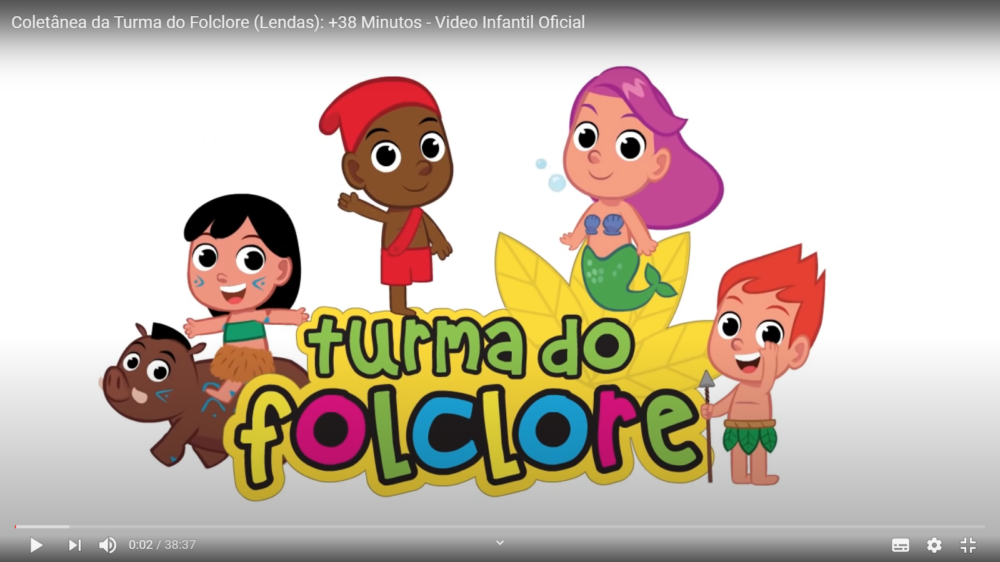 Coletânea da Turma do Folclore (Lendas): +38 Minutos - Video Infantil Oficial
turma do
folclore
0:02 / 38:37